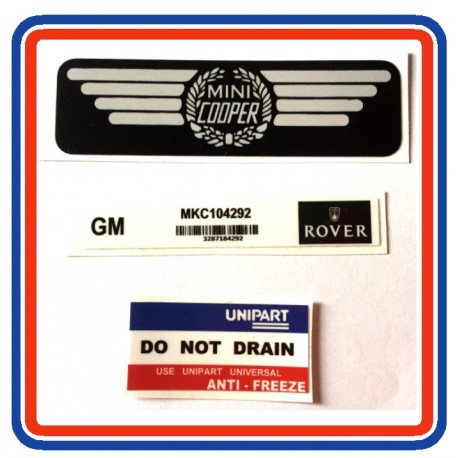 MINI
COOPER
GM
MKC104292
3287184292
ROVER
UNIPART
DO NOT DRAIN
USE UNIPART UNIVERSAL
ANTI - FREEZE